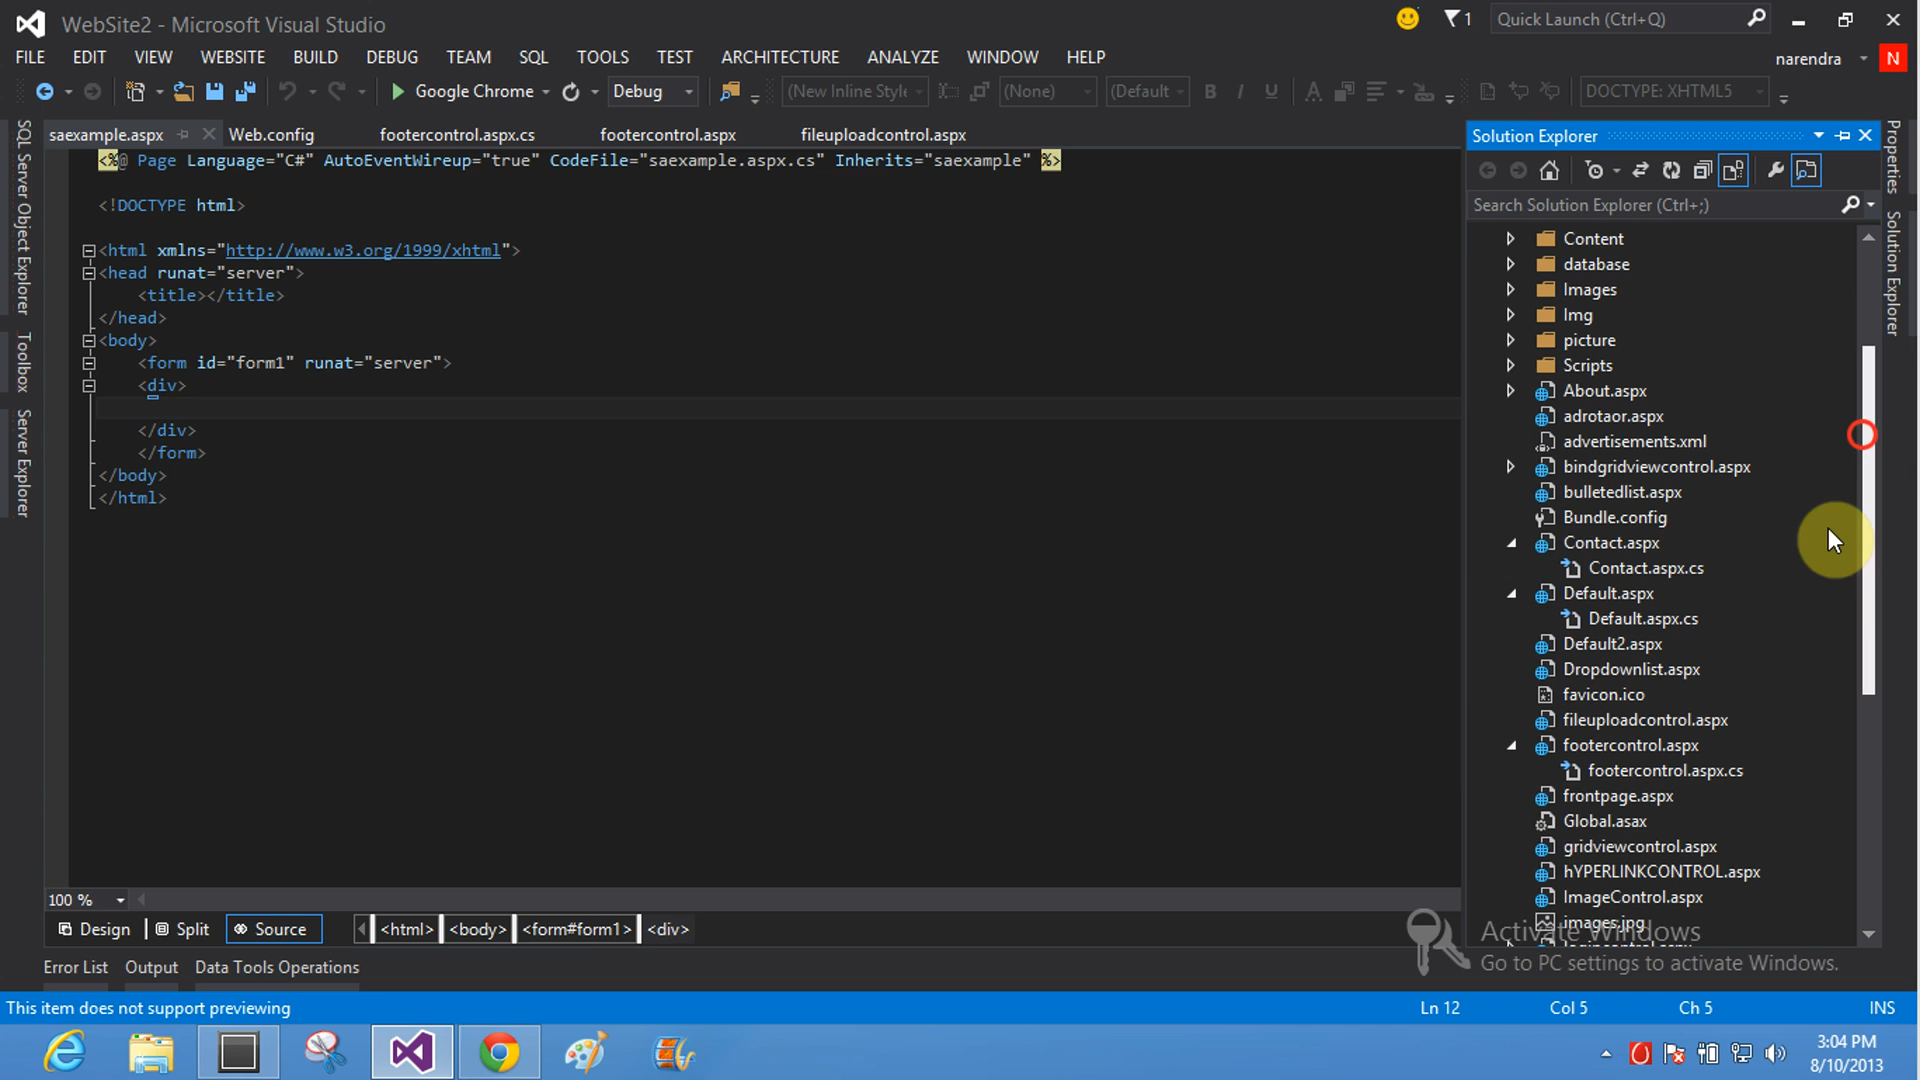 WebSite2 - Microsoft Visual Studio
1
Quick Launch (Ctrl+Q)
FILE EDIT VIEW WEBSITE BUILD DEBUG TEAM SQL TOOLS TEST ARCHITECTURE ANALYZE WINDOW HELP
narendra N
Google Chrome Debug (New Inline Style (None) (Default B I U A DOCTYPE: XHTML5
saexample.aspx Web.config footercontrol.aspx.cs footercontrol.aspx fileuploadcontrol.aspx
SQL Server Object Explorer
Toolbox
Server Explorer
<%@ Page Language="C#" AutoEventWireup="true" CodeFile="saexample.aspx.cs" Inherits="saexample" %>
<!DOCTYPE html>
<html xmlns="http://www.w3.org/1999/xhtml">
<head runat="server">
<title></title>
</head>
<body>
<form id="form1" runat="server">
<div>
</div>
</form>
</body>
</html>
100 %
Design Split Source <html> <body> <form#form1> <div>
Error List Output Data Tools Operations
Solution Explorer
Search Solution Explorer (Ctrl+;)
Content
database
Images
Img
picture
Scripts
About.aspx
adrotaor.aspx
advertisements.xml
bindgridviewcontrol.aspx
bulletedlist.aspx
Bundle.config
Contact.aspx
Contact.aspx.cs
Default.aspx
Default.aspx.cs
Default2.aspx
Dropdownlist.aspx
favicon.ico
fileuploadcontrol.aspx
footercontrol.aspx
footercontrol.aspx.cs
frontpage.aspx
Global.asax
gridviewcontrol.aspx
hYPERLINKCONTROL.aspx
ImageControl.aspx
images.jpg
Properties
Solution Explorer
Activate Windows
Go to PC settings to activate Windows.
This item does not support previewing Ln 12 Col 5 Ch 5 INS
3:04 PM
8/10/2013